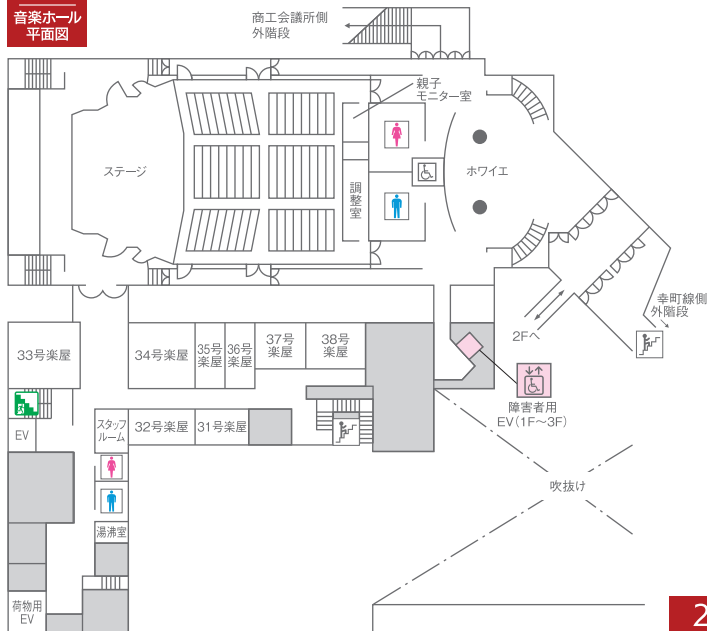 音楽ホール
平面図
商工会議所側
外階段
親子
モニター室
ステージ
ホワイエ
調整室
幸町線側
外階段
2Fへ
33号楽屋
34号楽屋
35号
楽屋
36号
楽屋
37号
楽屋
38号
楽屋
障害者用
EV(1F〜3F)
EV
スタッフ
ルーム
32号楽屋
31号楽屋
吹抜け
湯沸室
荷物用
EV
2